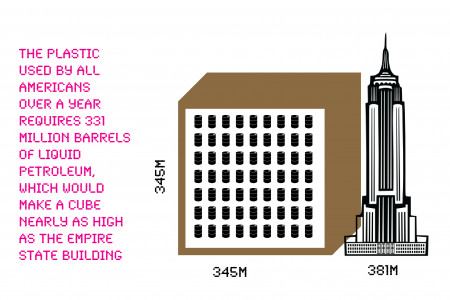 THE PLASTIC
USED BY ALL
AMERICANS
OVER A YEAR
REQUIRES 331
MILLION BARRELS
OF LIQUID
PETROLEUM,
WHICH WOULD
MAKE A CUBE
NEARLY AS HIGH
AS THE EMPIRE
STATE BUILDING
345M
345M
381M